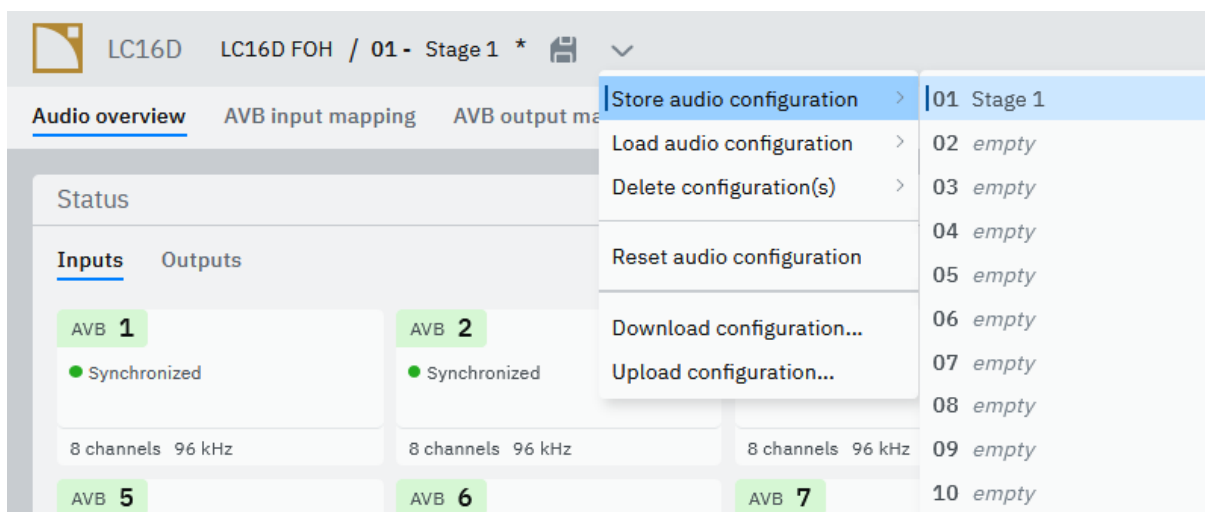 LC16D LC16D FOH / 01 - Stage 1 *
Audio overview AVB input mapping AVB output ma
Store audio configuration
Load audio configuration
Delete configuration(s)
Reset audio configuration
Download configuration...
Upload configuration...
01 Stage 1
02 empty
03 empty
04 empty
05 empty
06 empty
07 empty
08 empty
09 empty
10 empty
Status
Inputs Outputs
AVB 1
Synchronized
8 channels 96 kHz
AVB 2
Synchronized
8 channels 96 kHz
8 channels 96 kHz
AVB 5
AVB 6
AVB 7